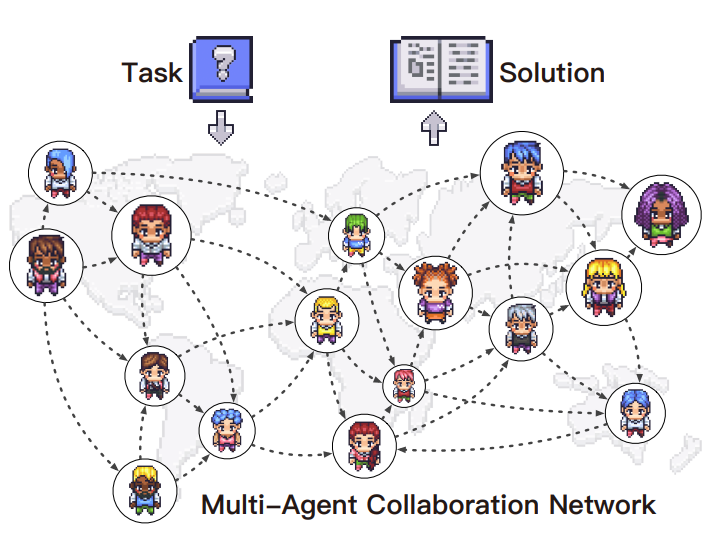 Task
?
Solution
Multi-Agent Collaboration Network